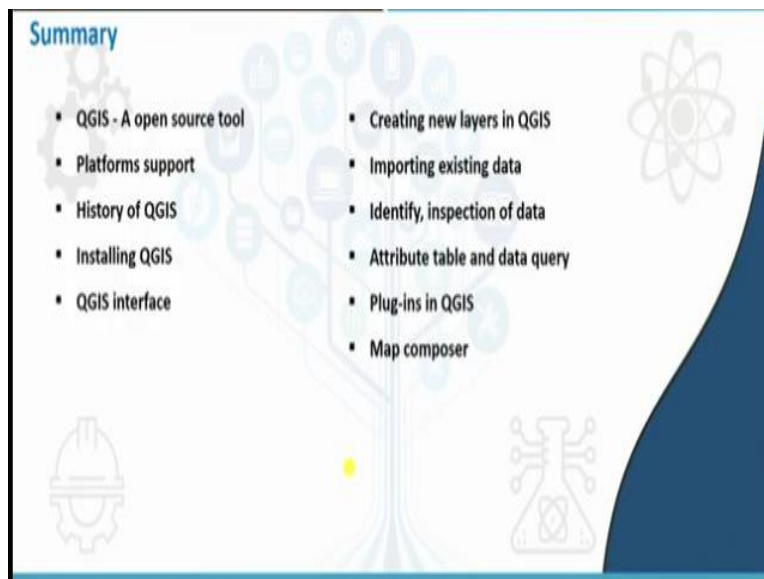 Summary
▪ QGIS - A open source tool
▪ Platforms support
▪ History of QGIS
▪ Installing QGIS
▪ QGIS interface
▪ Creating new layers in QGIS
▪ Importing existing data
▪ Identify, inspection of data
▪ Attribute table and data query
▪ Plug-ins in QGIS
▪ Map composer